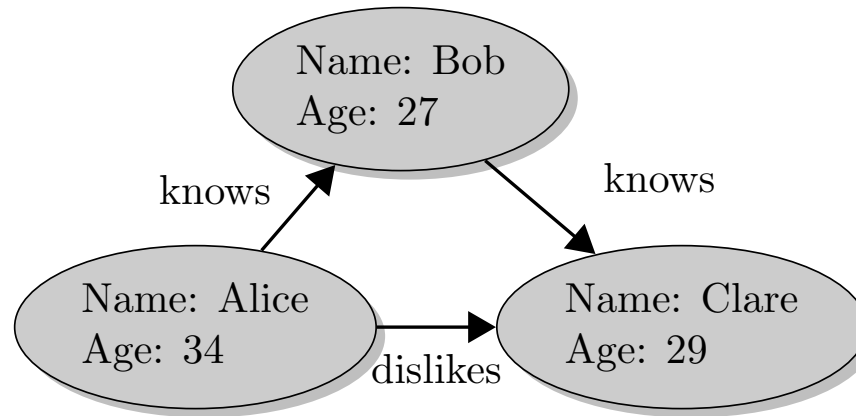 Name: Bob
Age: 27
knows
knows
Name: Alice
Age: 34
Name: Clare
Age: 29
dislikes